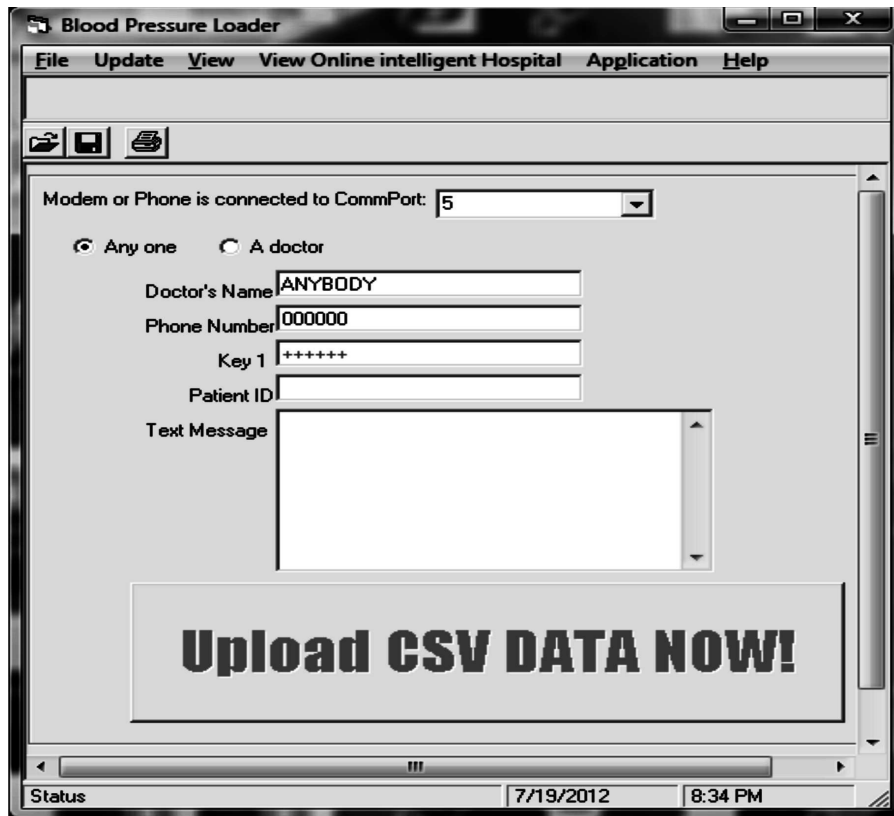 Blood Pressure Loader
File Update View View Online intelligent Hospital Application Help
Modem or Phone is connected to CommPort: 5
Any one A doctor
Doctor's Name ANYBODY
Phone Number 000000
Key 1 ++++++
Patient ID
Text Message
Upload CSV DATA NOW!
Status 7/19/2012 8:34 PM